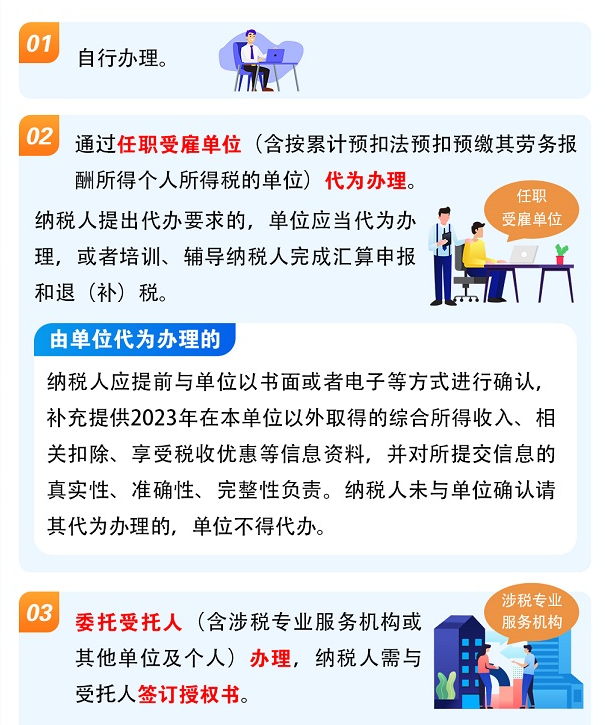 01
自行办理。
02
通过任职受雇单位（含按累计预扣法预扣预缴其劳务报
酬所得个人所得税的单位）代为办理。
纳税人提出代办要求的，单位应当代为办
理，或者培训、辅导纳税人完成汇算申报
和退（补）税。
任职
受雇单位
由单位代为办理的
纳税人应提前与单位以书面或者电子等方式进行确认，
补充提供2023年在本单位以外取得的综合所得收入、相
关扣除、享受税收优惠等信息资料，并对所提交信息的
真实性、准确性、完整性负责。纳税人未与单位确认请
其代为办理的，单位不得代办。
03
委托受托人（含涉税专业服务机构或
其他单位及个人）办理，纳税人需与
受托人签订授权书。
涉税专业
服务机构